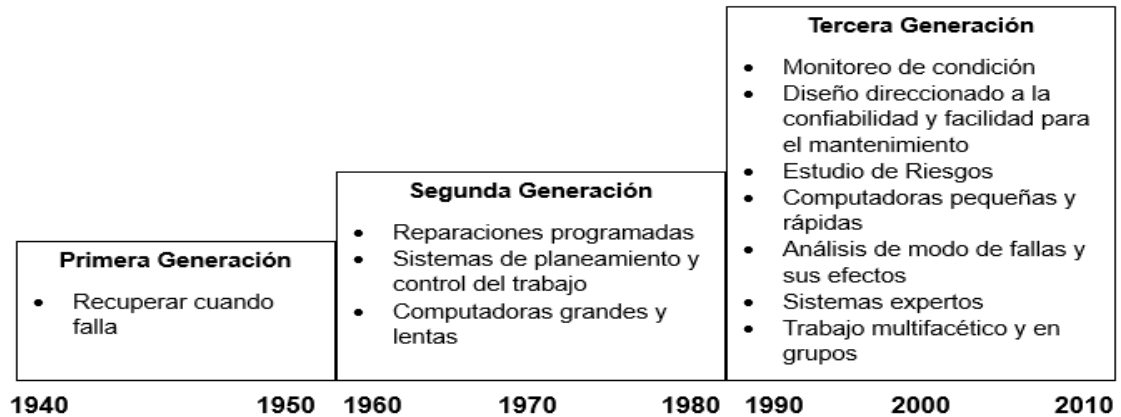 Primera Generación
• Recuperar cuando
falla
Segunda Generación
• Reparaciones programadas
• Sistemas de planeamiento y
control del trabajo
• Computadoras grandes y
lentas
Tercera Generación
• Monitoreo de condición
• Diseño direccionado a la
confiabilidad y facilidad para
el mantenimiento
• Estudio de Riesgos
• Computadoras pequeñas y
rápidas
• Análisis de modo de fallas y
sus efectos
• Sistemas expertos
• Trabajo multifacético y en
grupos
1940 1950 1960 1970 1980 1990 2000 2010